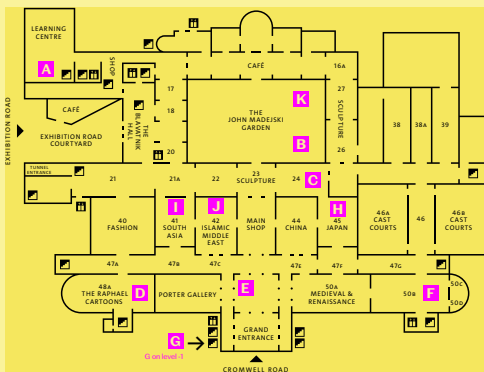 LEARNING
CENTRE
A
SHOP
CAFÉ
EXHIBITION ROAD
COURTYARD
EXHIBITION ROAD
THE
BLAVATNIK
HALL
CAFÉ
16A
17
18
20
K
THE
JOHN MADEJSKI
GARDEN
B
27
SCULPTURE
26
38
38A
39
TUNNEL
ENTRANCE
21
21A
22
23
SCULPTURE
24
C
I
J
H
40
FASHION
41
SOUTH
ASIA
42
ISLAMIC
MIDDLE
EAST
MAIN
SHOP
44
CHINA
45
JAPAN
46A
CAST
COURTS
46
46B
CAST
COURTS
47A
47B
47C
47E
47F
47G
48A
THE RAPHAEL
CARTOONS
D
PORTER GALLERY
E
50A
MEDIEVAL &
RENAISSANCE
50B
F
50C
50D
G
G on level -1
GRAND
ENTRANCE
CROMWELL ROAD